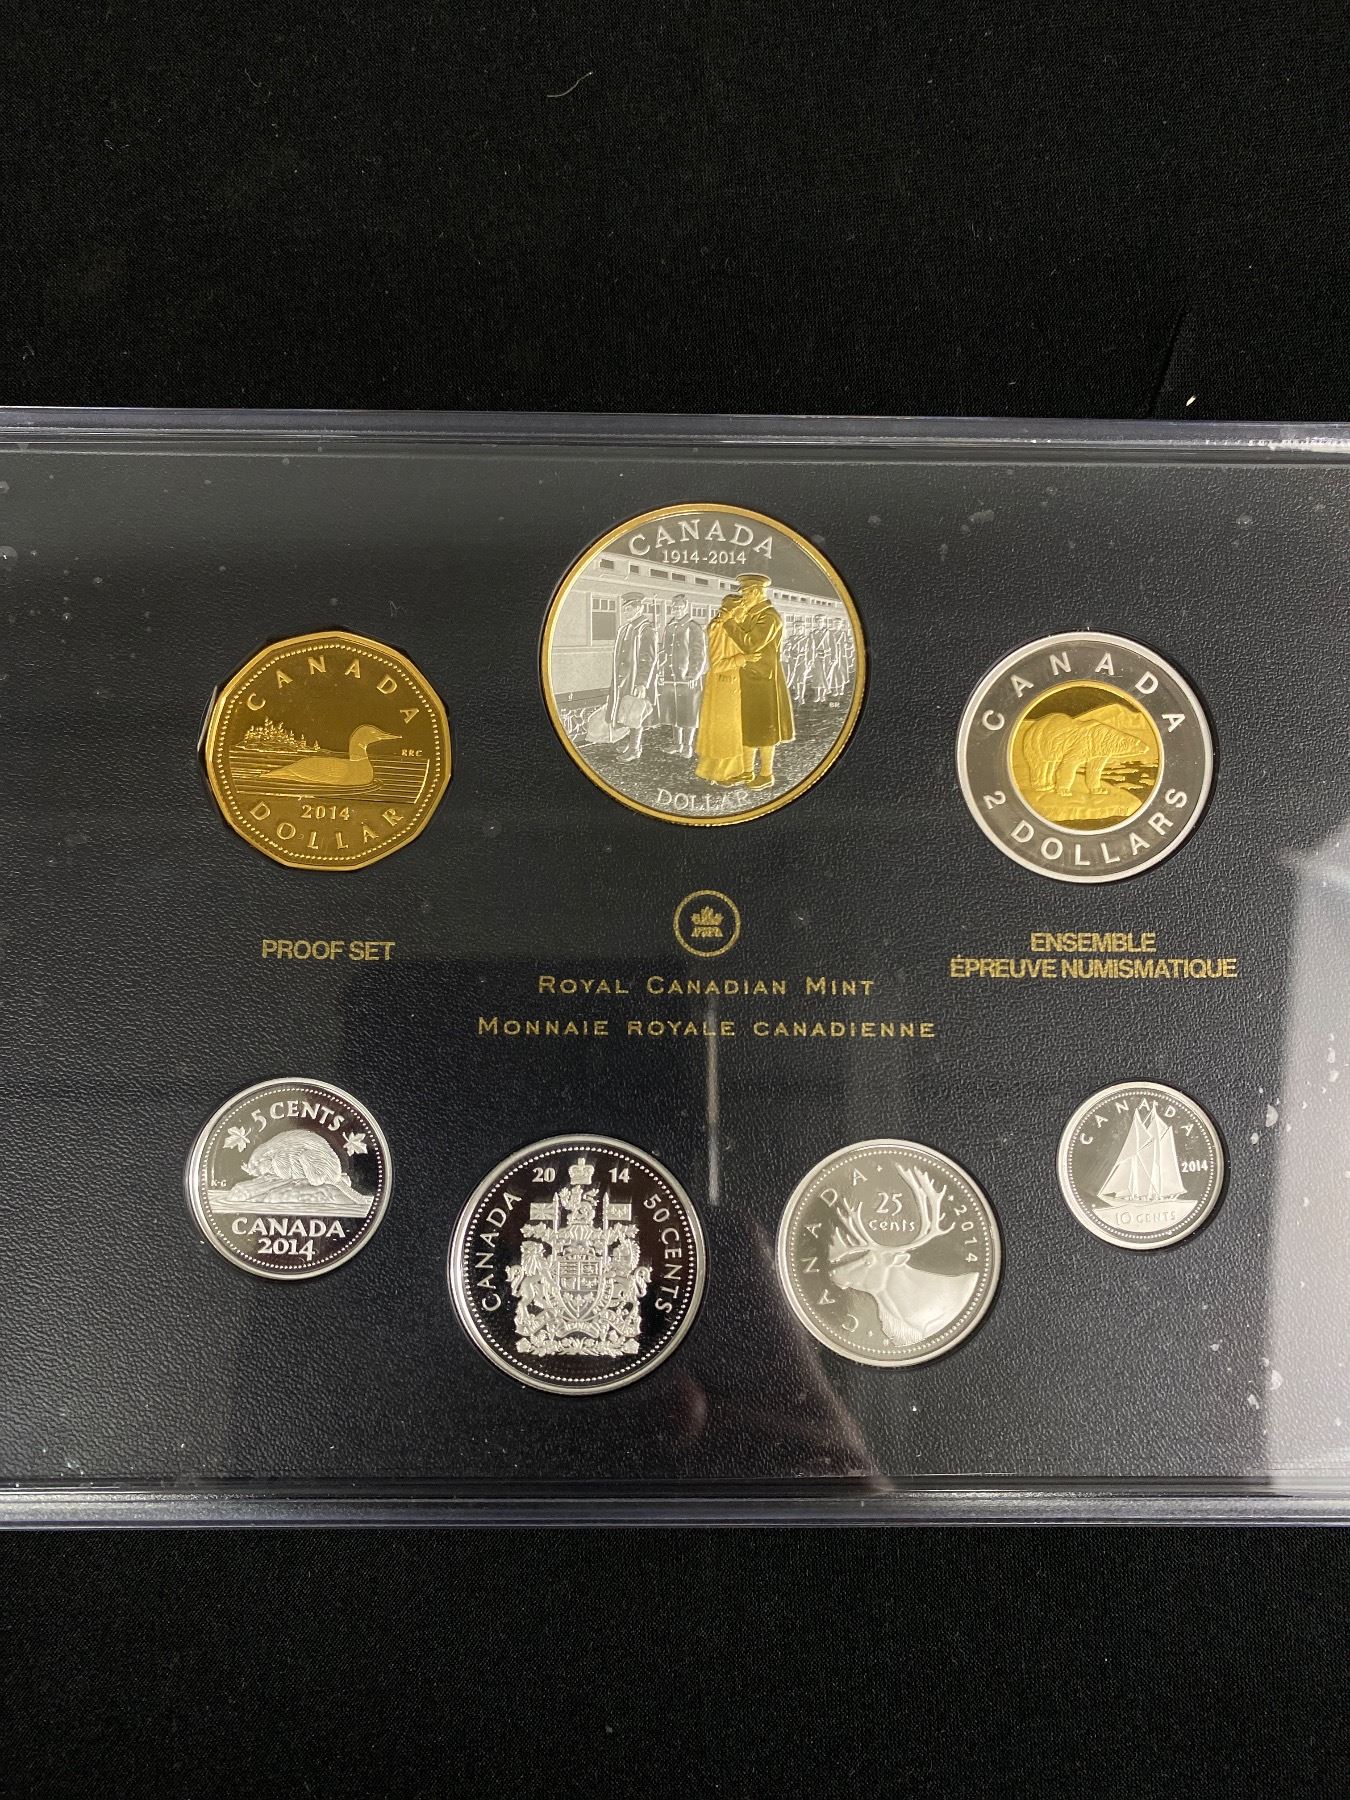 CANADA
1914-2014
BR
DOLLAR
CANADA
RRC
2014
DOLLAR
CANADA
2 DOLLARS
PROOF SET
ENSEMBLE
ÉPREUVE NUMISMATIQUE
ROYAL CANADIAN MINT
MONNAIE ROYALE CANADIENNE
5 CENTS
K·G
CANADA
2014
20 14
CANADA
50 CENTS
CANADA
25
cents
2014
CANADA
2014
10 CENTS